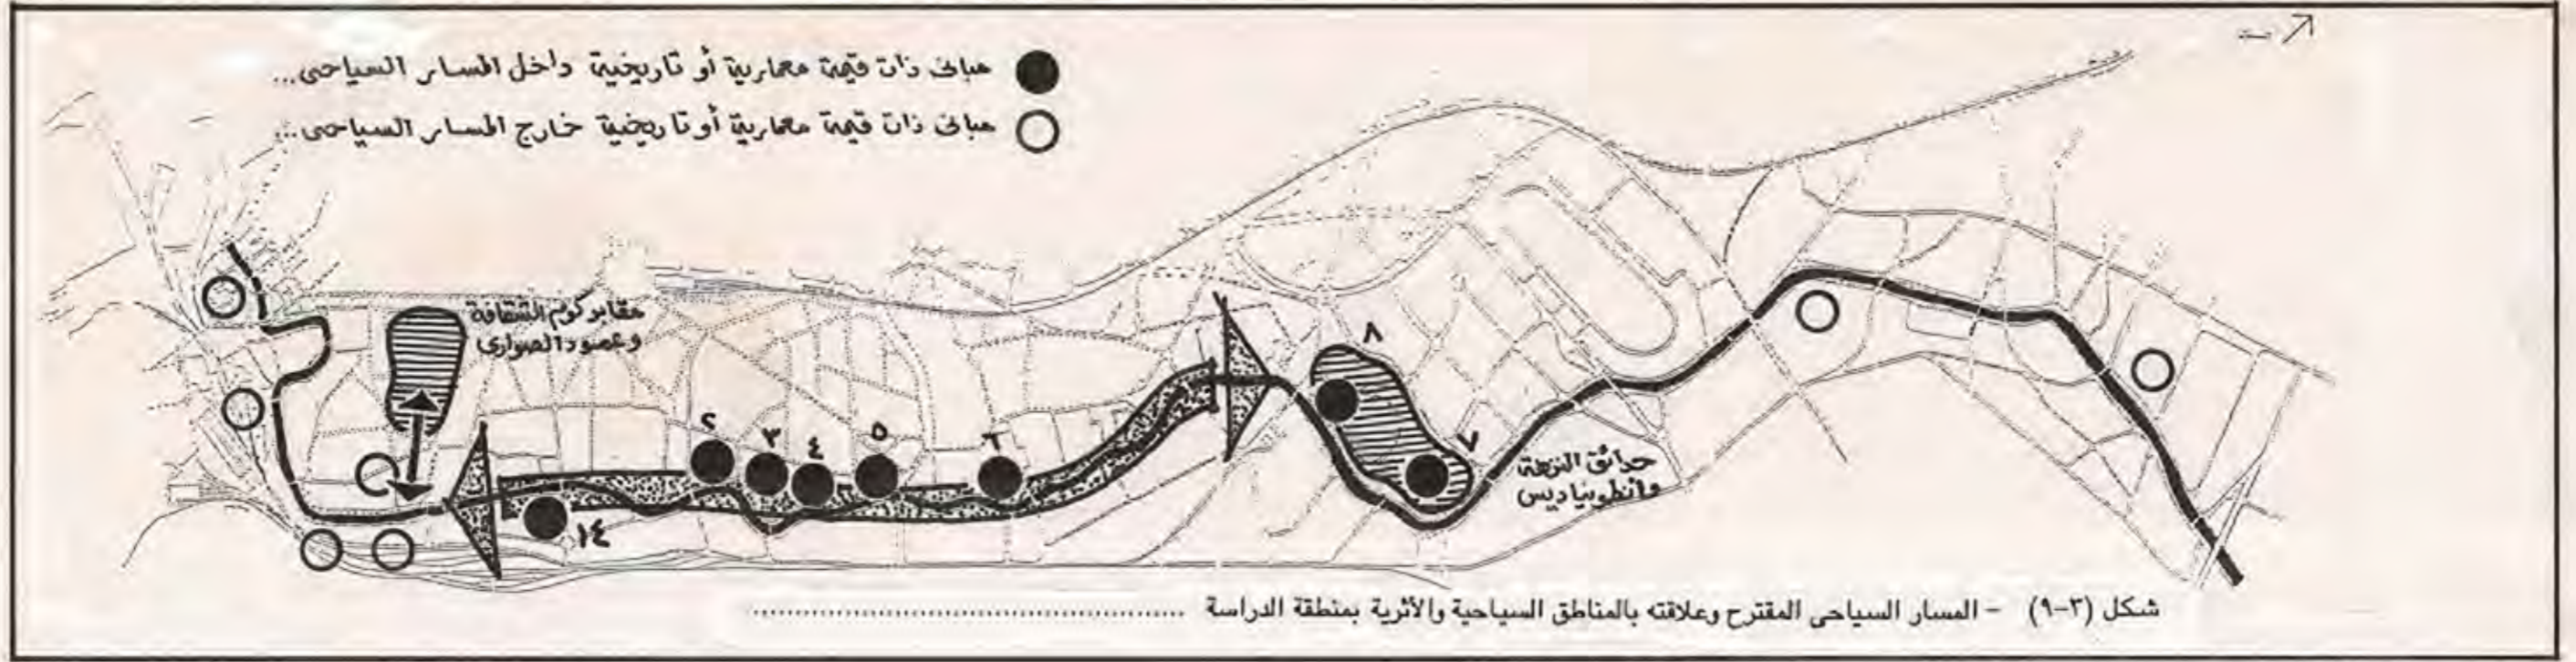 مبانى ذات قيمة معمارية أو تاريخية داخل المسار السياحى...
مبانى ذات قيمة معمارية أو تاريخية خارج المسار السياحى...
مقابر كوم الشقافة
وعمود الصوارى
٢
٣
٤
٥
٦
١٤
٨
٧
حدائق النزهة
وأنطونيادس
شكل (٣-٩) - المسار السياحى المقترح وعلاقته بالمناطق السياحية والأثرية بمنطقة الدراسة ..........................................